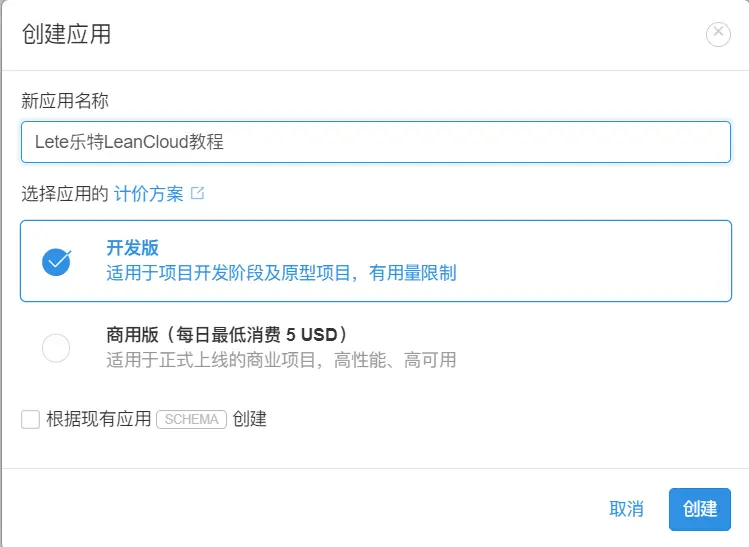 创建应用
新应用名称
Lete乐特LeanCloud教程
选择应用的 计价方案
开发版
适用于项目开发阶段及原型项目，有用量限制
商用版（每日最低消费 5 USD）
适用于正式上线的商业项目，高性能、高可用
根据现有应用 SCHEMA 创建
取消 创建